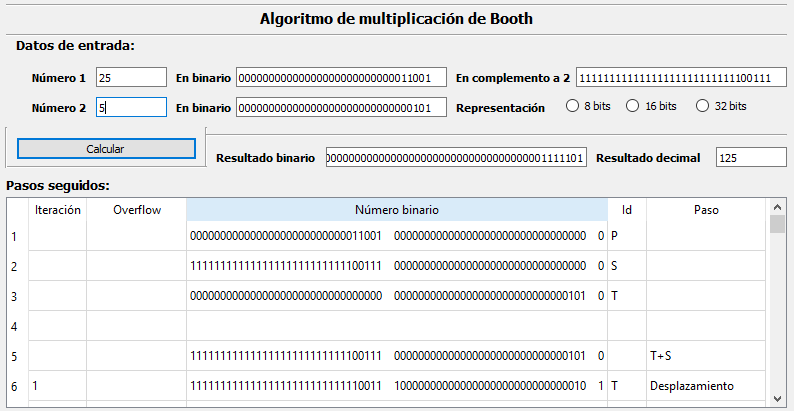 Algoritmo de multiplicación de Booth
Datos de entrada:
Número 1 25 En binario 00000000000000000000000000011001 En complemento a 2 11111111111111111111111111100111
Número 2 5 En binario 00000000000000000000000000000101 Representación 8 bits 16 bits 32 bits
Calcular
Resultado binario 0000000000000000000000000000000000001111101 Resultado decimal 125
Pasos seguidos:
Iteración Overflow Número binario Id Paso
1 00000000000000000000000000011001 00000000000000000000000000000000 0 P
2 11111111111111111111111111100111 00000000000000000000000000000000 0 S
3 00000000000000000000000000000000 00000000000000000000000000000101 0 T
4
5 11111111111111111111111111100111 00000000000000000000000000000101 0 T+S
6 1 11111111111111111111111111110011 10000000000000000000000000000010 1 T Desplazamiento